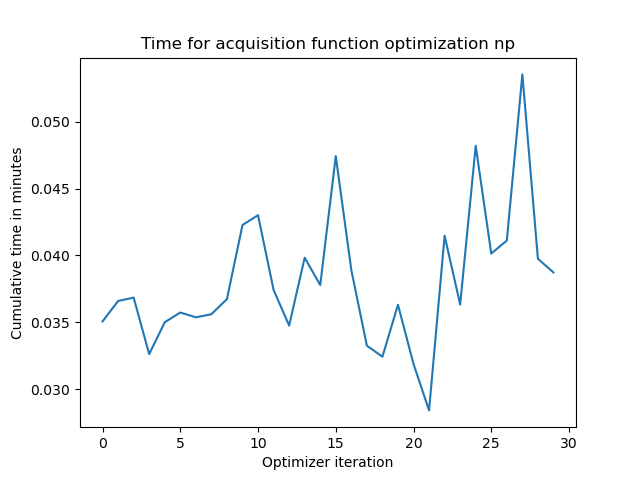 Time for acquisition function optimization np
Cumulative time in minutes
0.050
0.045
0.040
0.035
0.030
0 5 10 15 20 25 30
Optimizer iteration